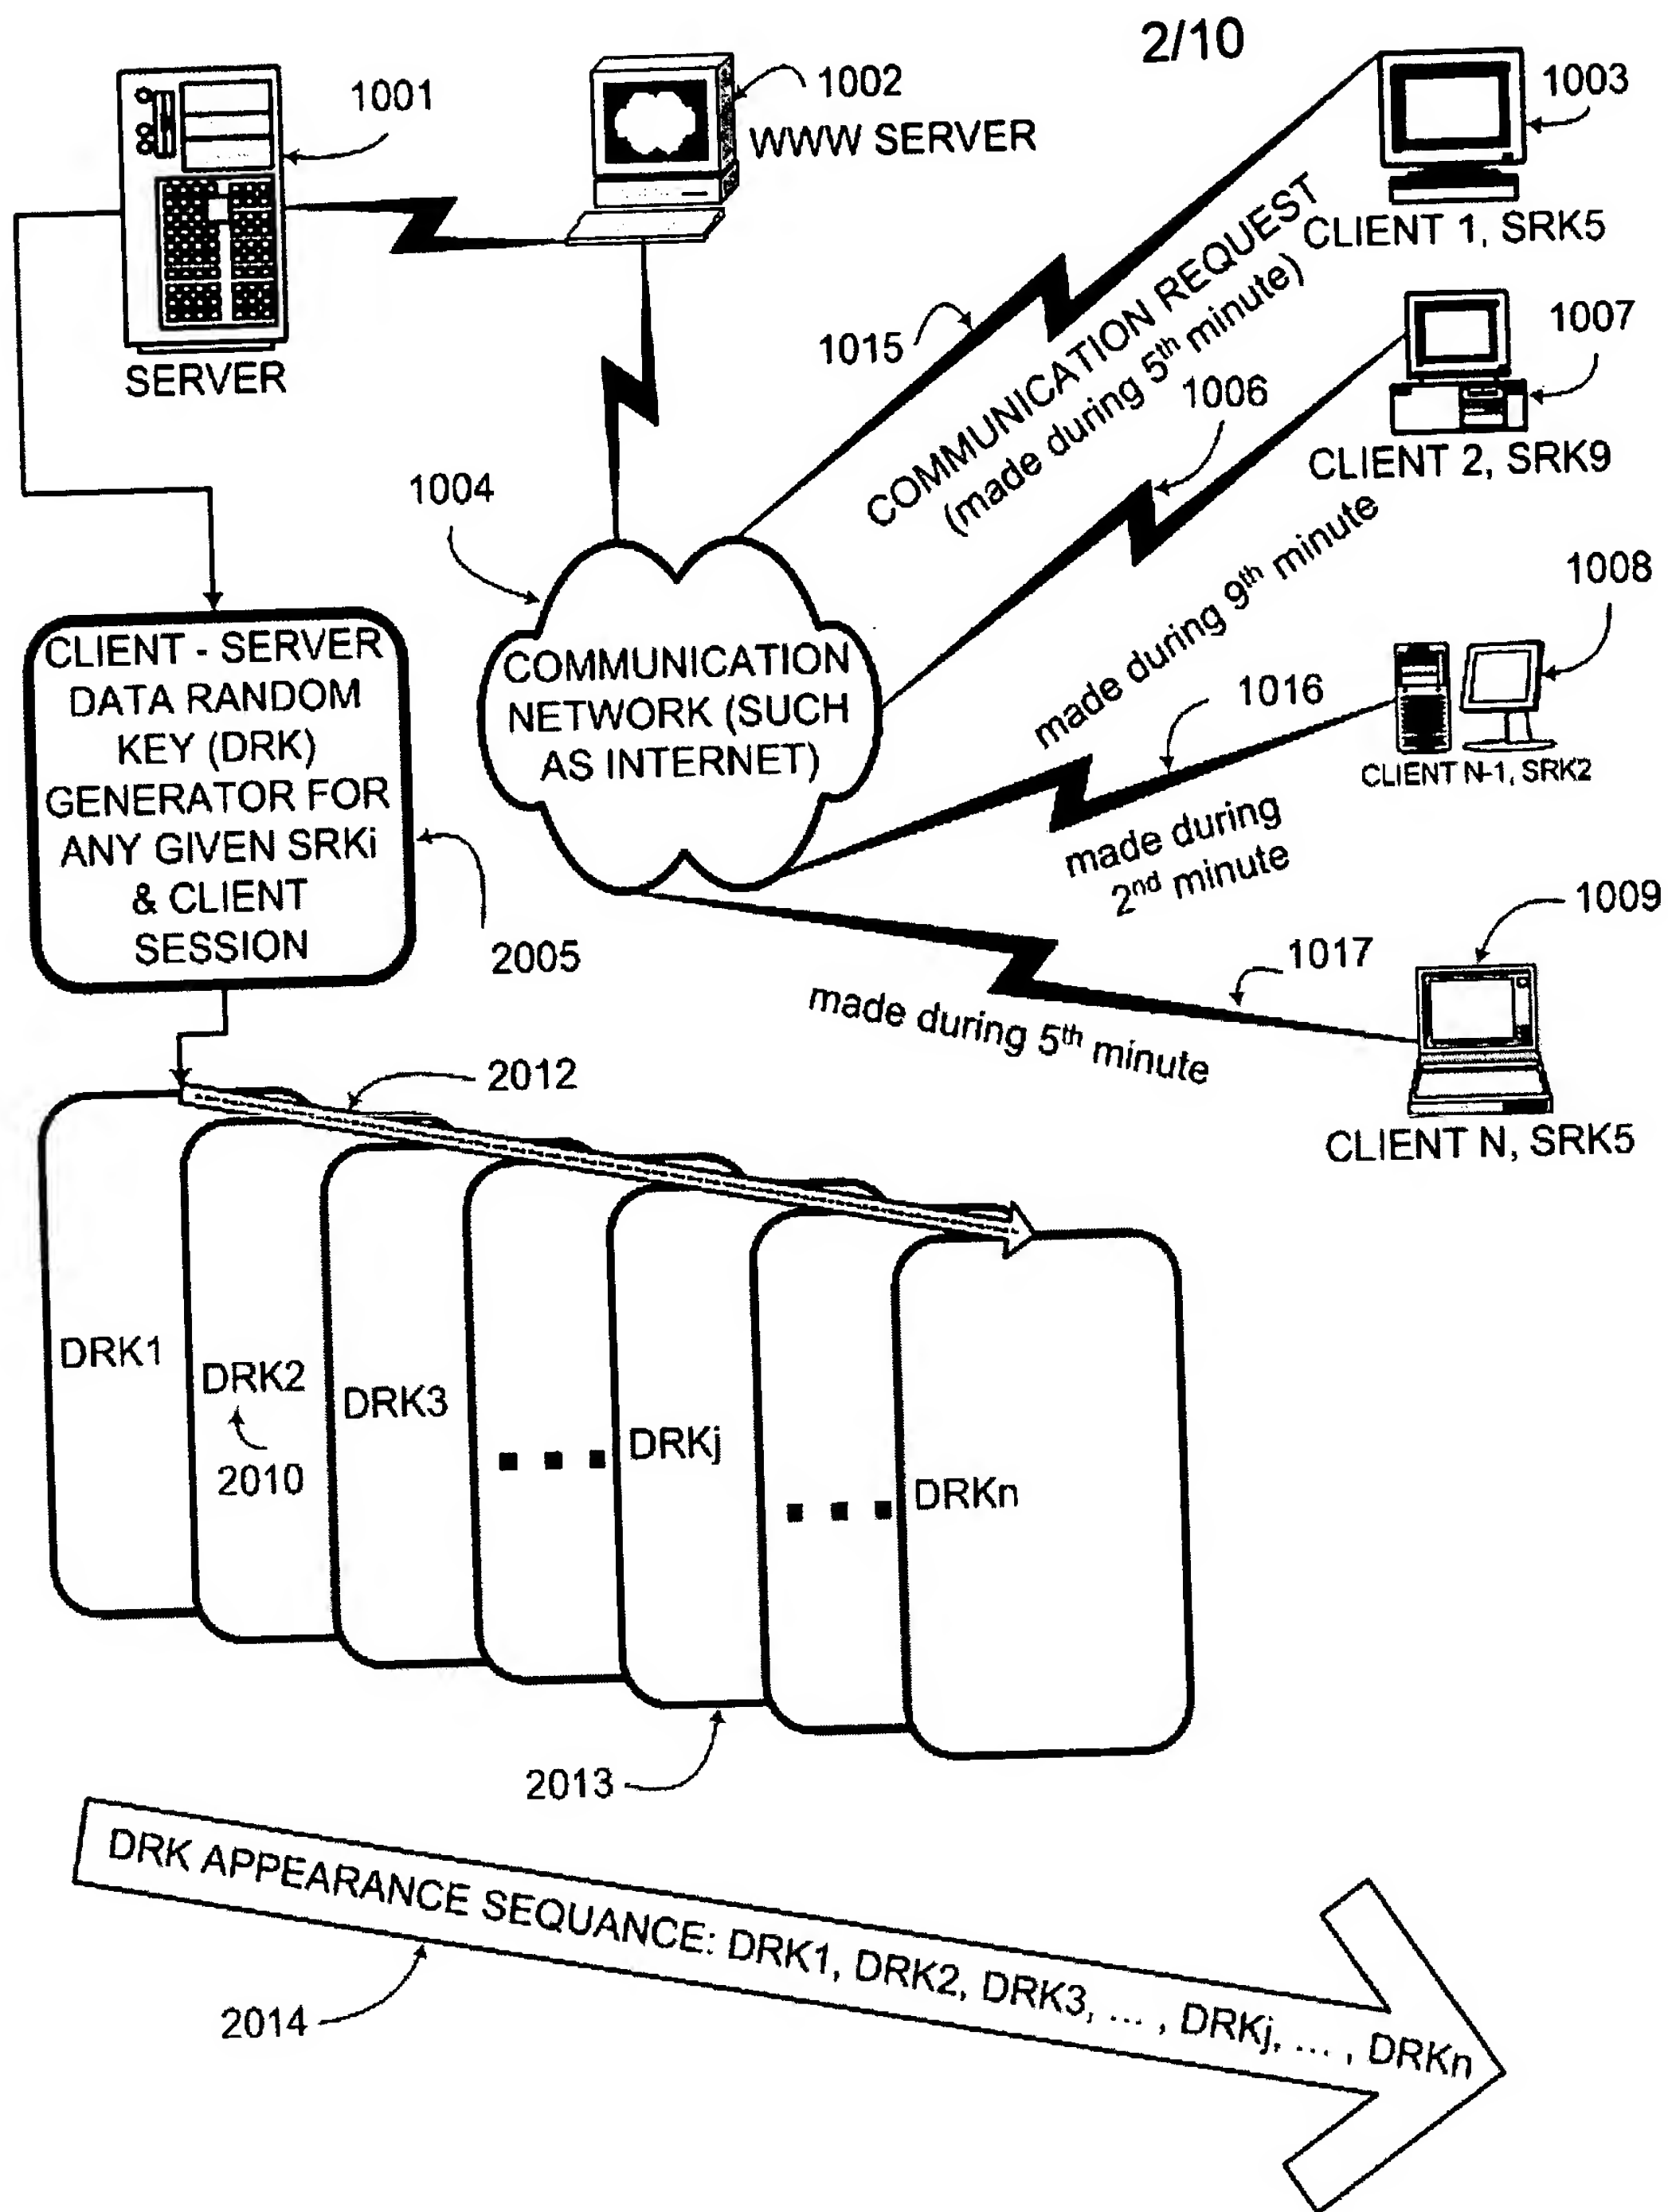 2/10
1001
1002
WWW SERVER
1003
CLIENT 1, SRK5
SERVER
1015
COMMUNICATION REQUEST
(made during 5th minute)
1006
1007
CLIENT 2, SRK9
made during 9th minute
1004
COMMUNICATION
NETWORK (SUCH
AS INTERNET)
1008
CLIENT N-1, SRK2
1016
made during
2nd minute
CLIENT - SERVER
DATA RANDOM
KEY (DRK)
GENERATOR FOR
ANY GIVEN SRKi
& CLIENT
SESSION
2005
1009
1017
made during 5th minute
CLIENT N, SRK5
2012
DRK1
DRK2
2010
DRK3
DRKj
DRKn
2013
DRK APPEARANCE SEQUANCE: DRK1, DRK2, DRK3, ... , DRKj, ... , DRKn
2014